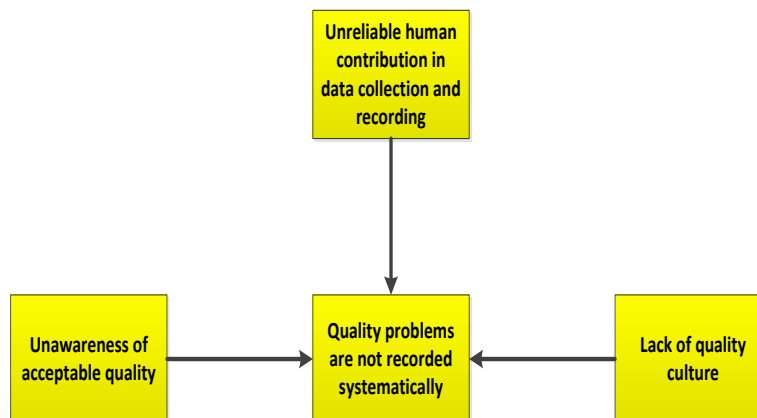 Unreliable human
contribution in
data collection and
recording
Unawareness of
acceptable quality
Quality problems
are not recorded
systematically
Lack of quality
culture